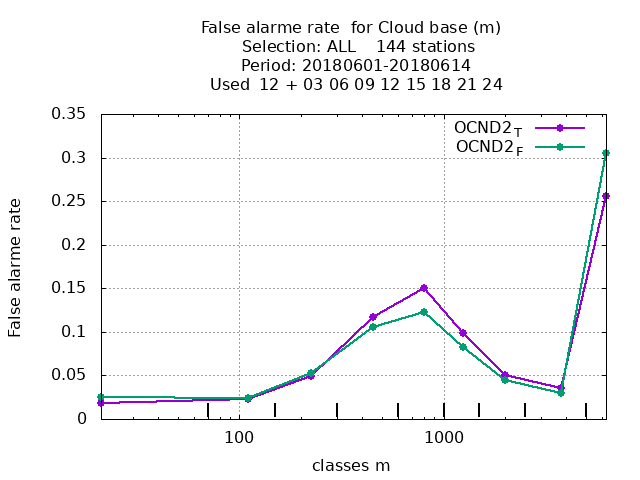 False alarme rate  for Cloud base (m)
Selection: ALL    144 stations
Period: 20180601-20180614
Used  12 + 03 06 09 12 15 18 21 24
0.35
OCND2T
0.3
OCND2F
0.25
0.2
0.15
0.1
0.05
0
False alarme rate
100
1000
classes m